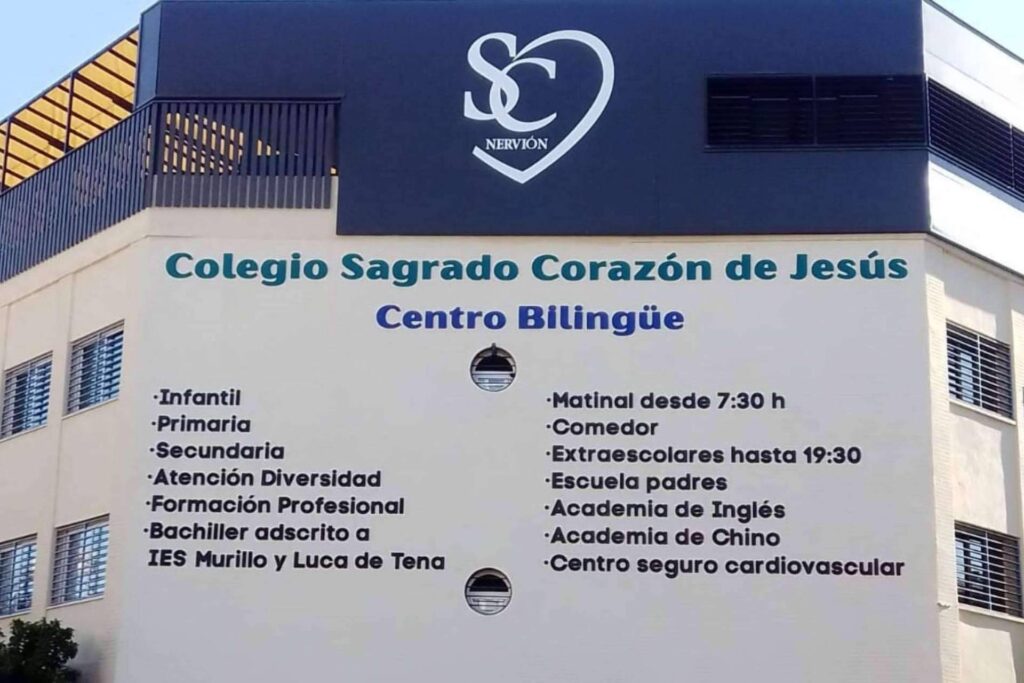 SC
NERVIÓN
Colegio Sagrado Corazón de Jesús
Centro Bilingüe
·Infantil
·Primaria
·Secundaria
·Atención Diversidad
·Formación Profesional
·Bachiller adscrito a
IES Murillo y Luca de Tena
·Matinal desde 7:30 h
·Comedor
·Extraescolares hasta 19:30
·Escuela padres
·Academia de Inglés
·Academia de Chino
·Centro seguro cardiovascular